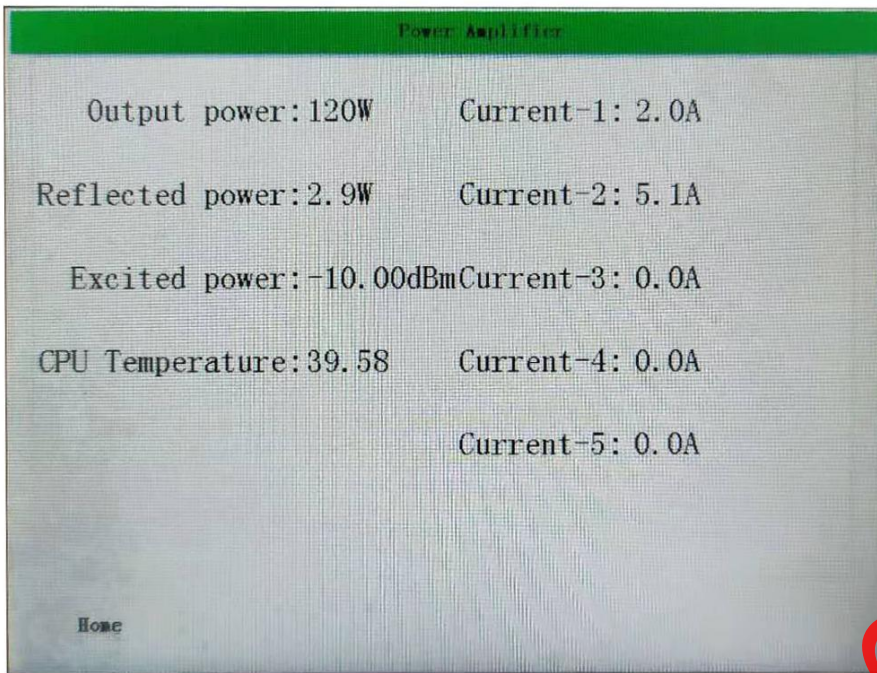 Power Amplifier
Output power:120W Current-1: 2.0A
Reflected power:2.9W Current-2: 5.1A
Excited power:-10.00dBm Current-3: 0.0A
CPU Temperature:39.58 Current-4: 0.0A
Current-5: 0.0A
Home